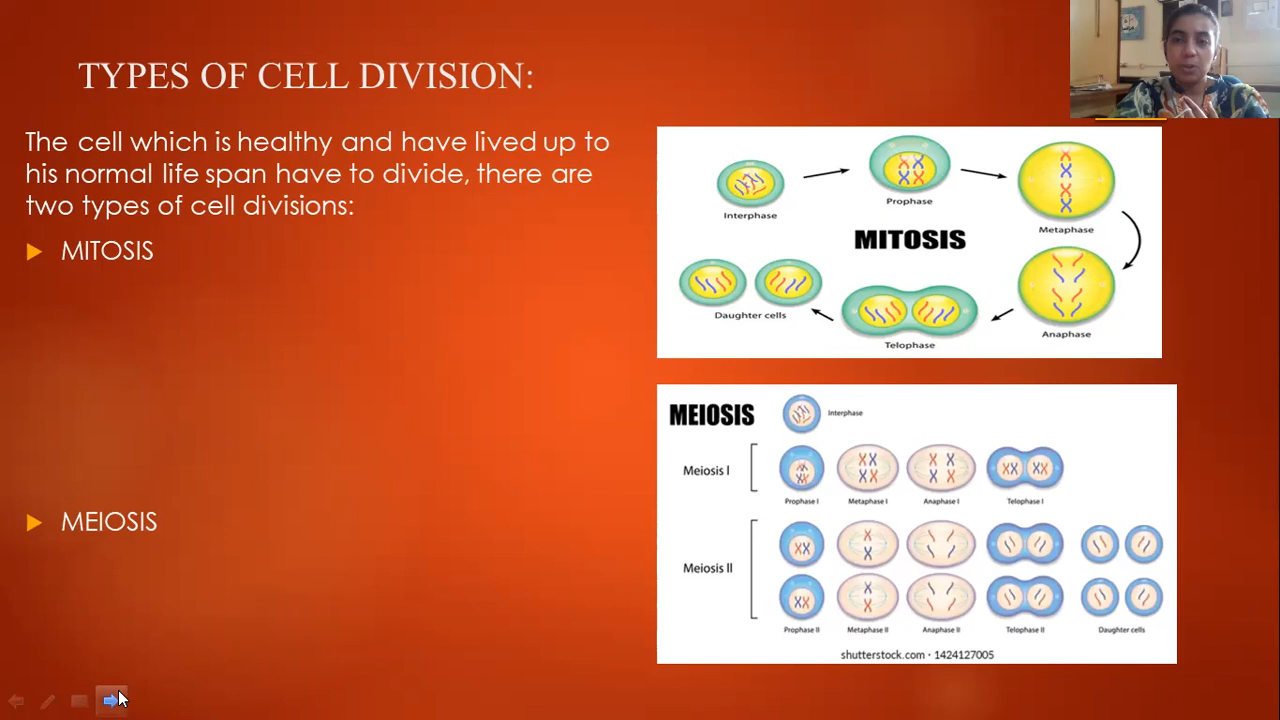 TYPES OF CELL DIVISION:
The cell which is healthy and have lived up to
his normal life span have to divide, there are
two types of cell divisions:
MITOSIS
MEIOSIS
Interphase
Prophase
Metaphase
MITOSIS
Daughter cells
Telophase
Anaphase
MEIOSIS
Interphase
Meiosis I
Prophase I
Metaphase I
Anaphase I
Telophase I
Meiosis II
Prophase II
Metaphase II
Anaphase II
Telophase II
Daughter cells
shutterstock.com · 1424127005